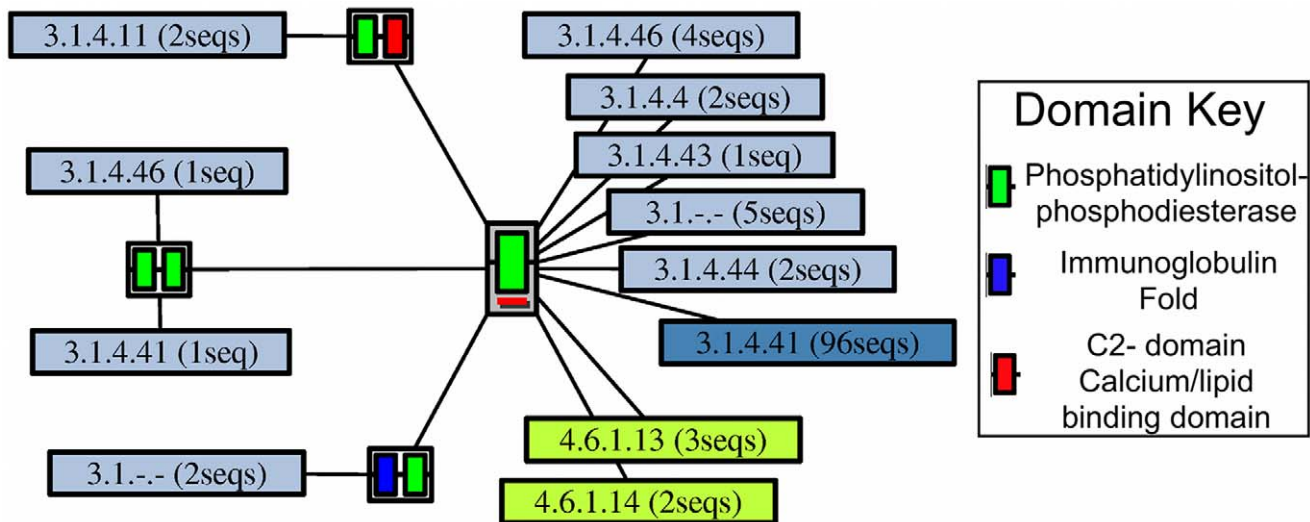 3.1.4.11 (2seqs)
3.1.4.46 (4seqs)
3.1.4.4 (2seqs)
3.1.4.43 (1seq)
3.1.-.- (5seqs)
3.1.4.44 (2seqs)
3.1.4.41 (96seqs)
3.1.4.46 (1seq)
3.1.4.41 (1seq)
3.1.-.- (2seqs)
4.6.1.13 (3seqs)
4.6.1.14 (2seqs)
Domain Key
Phosphatidylinositol-
phosphodiesterase
Immunoglobulin
Fold
C2- domain
Calcium/lipid
binding domain